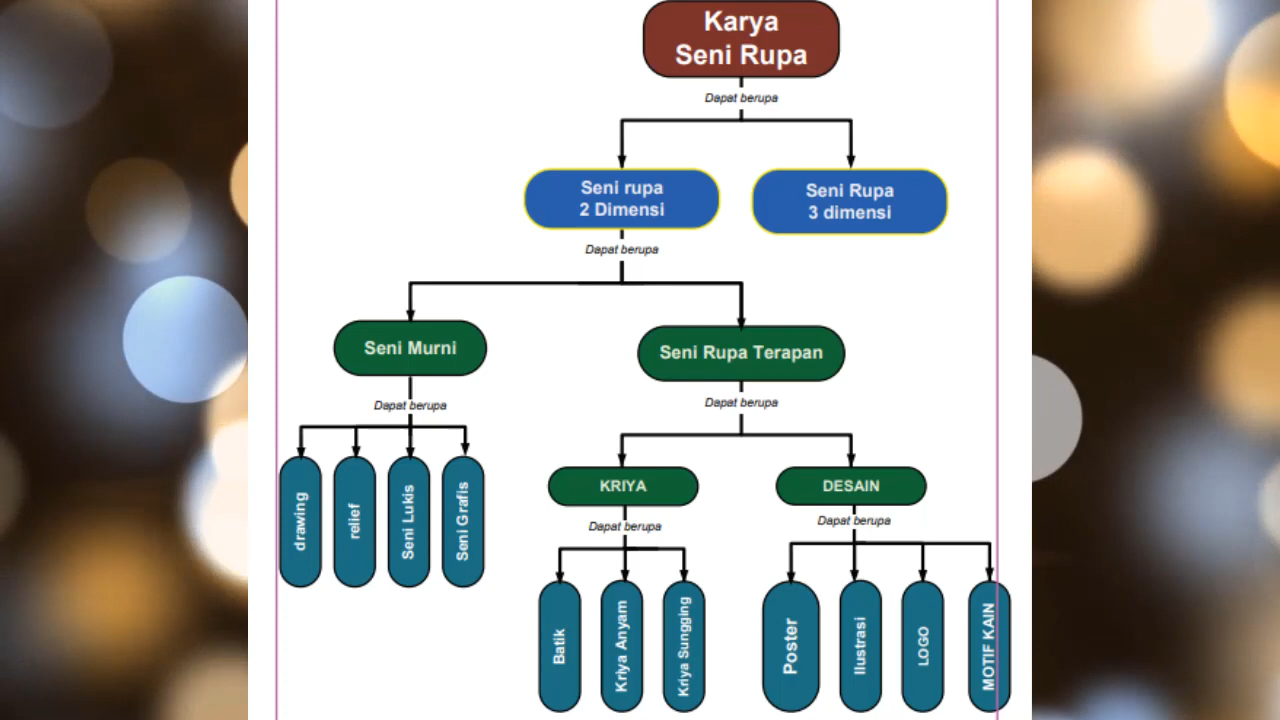 Karya
Seni Rupa
Dapat berupa
Seni rupa
2 Dimensi
Seni Rupa
3 dimensi
Dapat berupa
Seni Murni
Seni Rupa Terapan
Dapat berupa
Dapat berupa
drawing
relief
Seni Lukis
Seni Grafis
KRIYA
DESAIN
Dapat berupa
Dapat berupa
Batik
Kriya Anyam
Kriya Sungging
Poster
Ilustrasi
LOGO
MOTIF KAIN